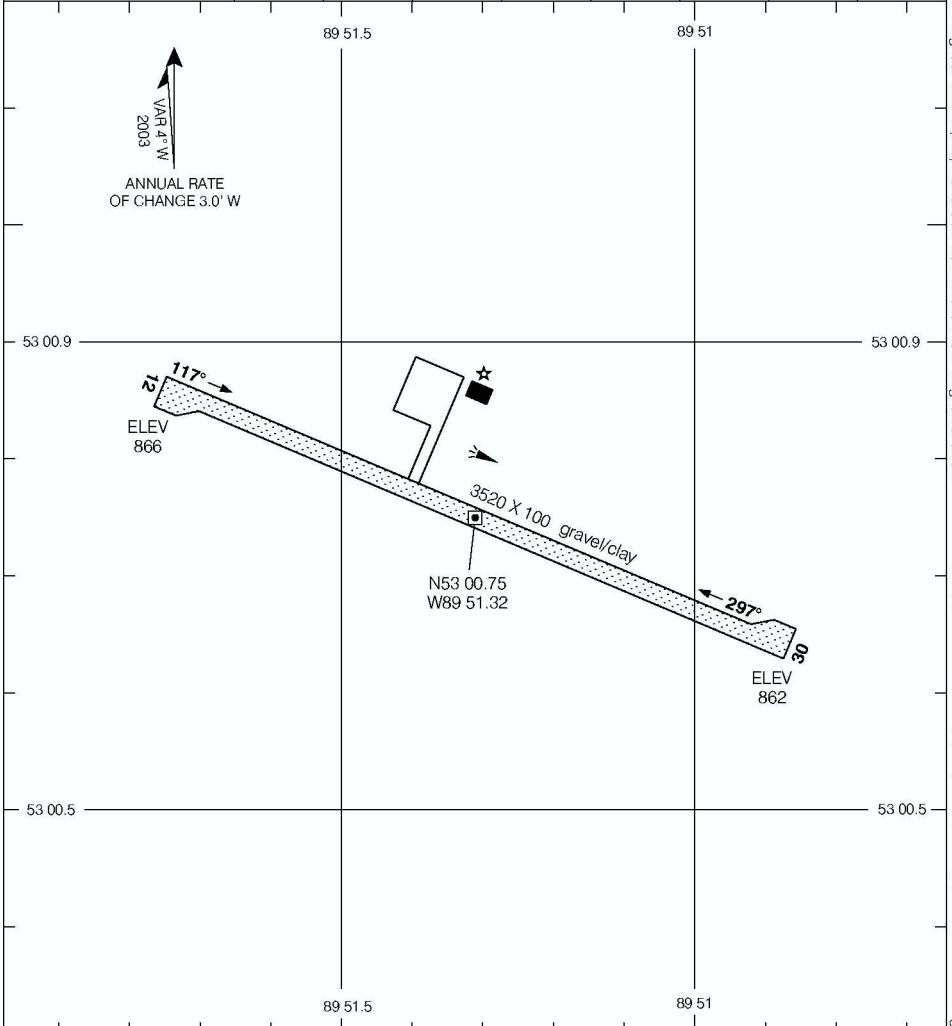 89 51.5
89 51
VAR 4° W
2003
ANNUAL RATE
OF CHANGE 3.0' W
53 00.9
53 00.9
12
117°
ELEV
866
3520 X 100 gravel/clay
N53 00.75
W89 51.32
297°
30
ELEV
862
53 00.5
53 00.5
89 51.5
89 51